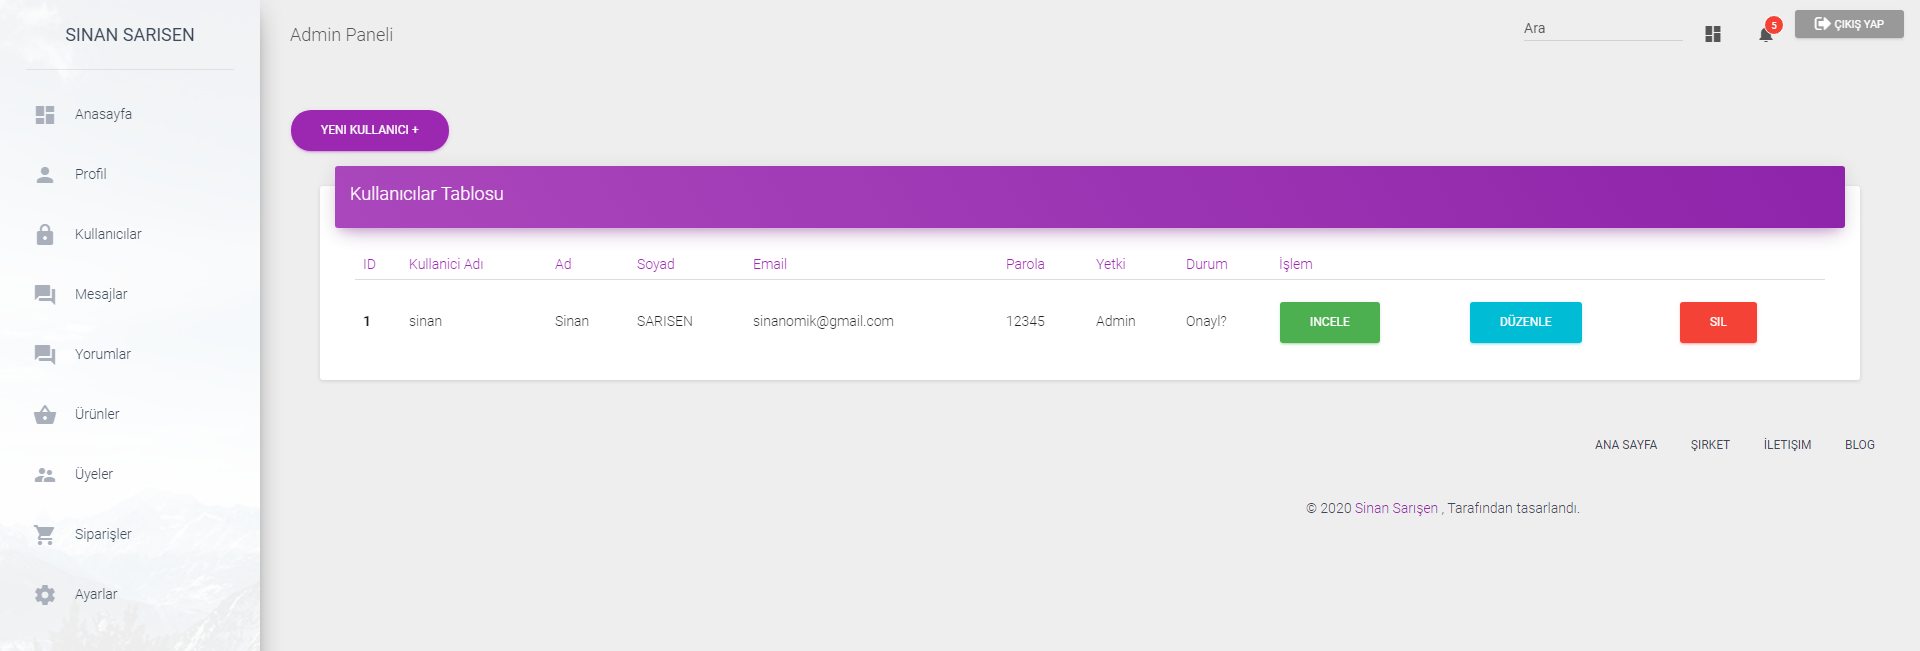 SINAN SARISEN
Anasayfa
Profil
Kullanıcılar
Mesajlar
Yorumlar
Ürünler
Üyeler
Siparişler
Ayarlar
Admin Paneli
Ara
5
ÇIKIŞ YAP
YENI KULLANICI +
Kullanıcılar Tablosu
ID Kullanici Adı Ad Soyad Email Parola Yetki Durum İşlem
1 sinan Sinan SARISEN sinanomik@gmail.com 12345 Admin Onayl? INCELE DÜZENLE SIL
ANA SAYFA ŞIRKET İLETIŞIM BLOG
© 2020 Sinan Sarışen , Tarafından tasarlandı.